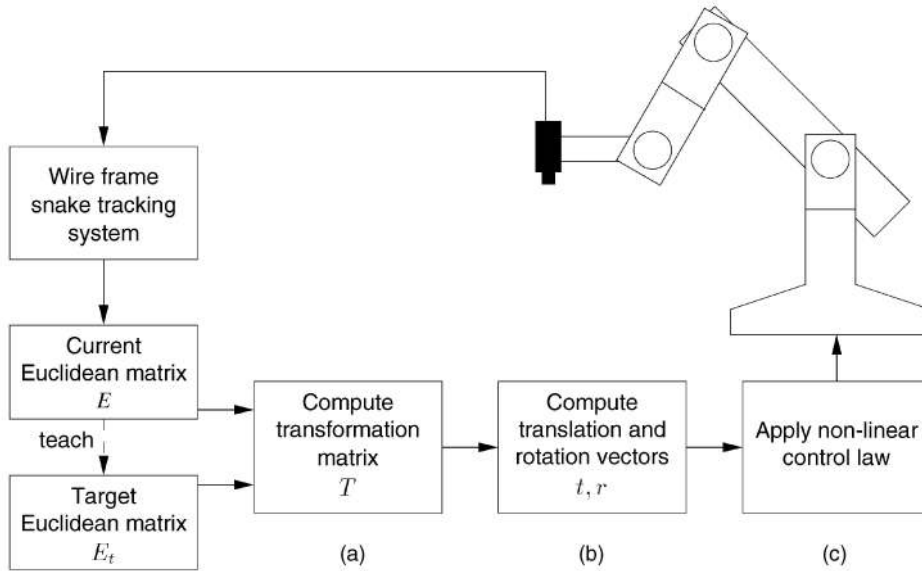 Wire frame
snake tracking
system
Current
Euclidean matrix
E
teach
Target
Euclidean matrix
E_t
Compute
transformation
matrix
T
(a)
Compute
translation and
rotation vectors
t, r
(b)
Apply non-linear
control law
(c)